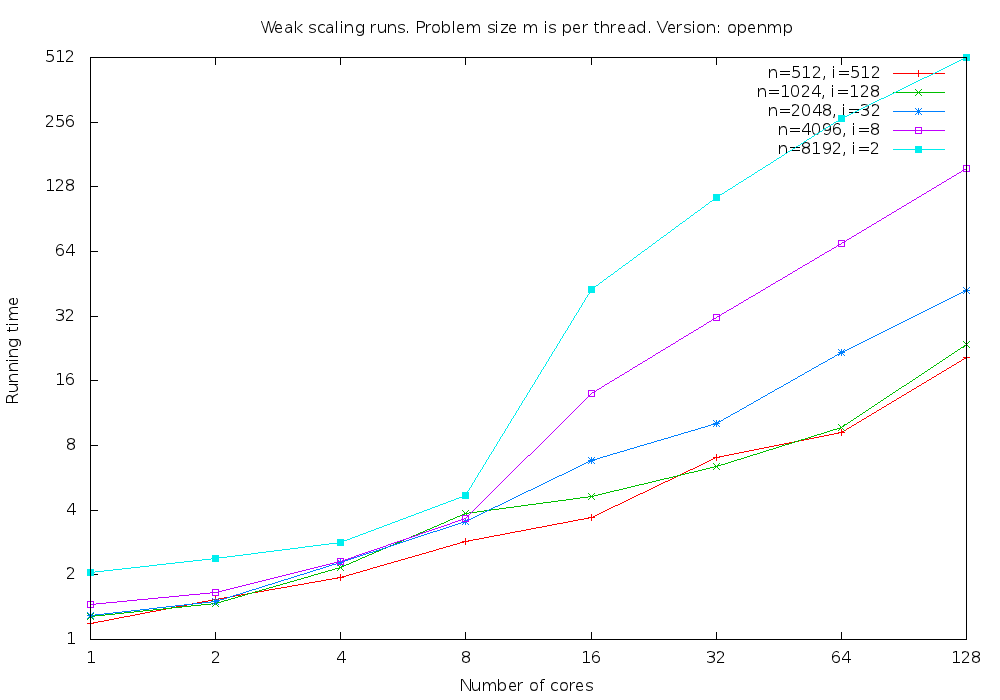 Weak scaling runs. Problem size m is per thread. Version: openmp
512
256
128
64
32
16
8
4
2
1
n=512, i=512
n=1024, i=128
n=2048, i=32
n=4096, i=8
n=8192, i=2
Running time
1 2 4 8 16 32 64 128
Number of cores